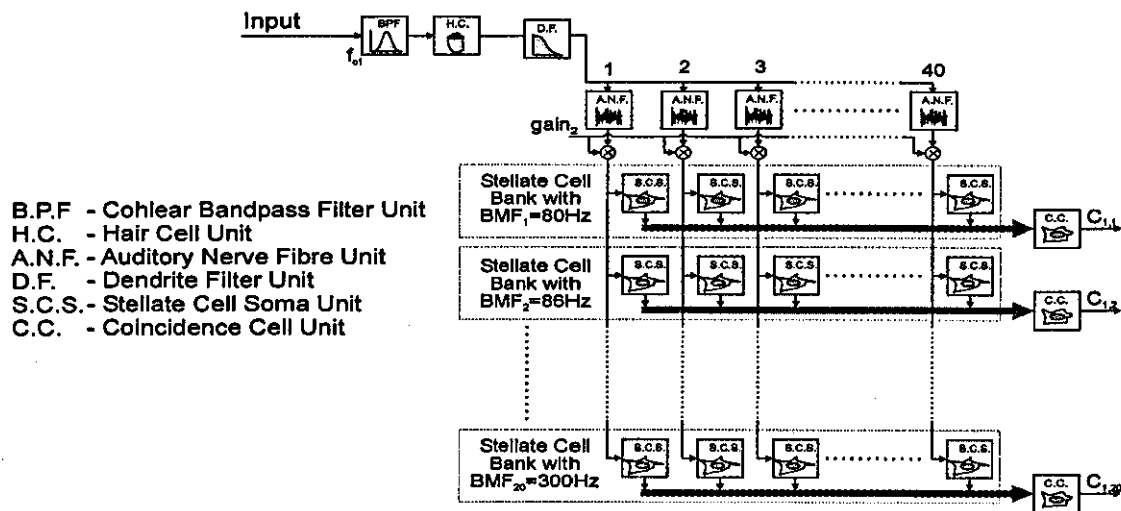 Input
BPF
H.C.
D.F.
f_c1
1 2 3 40
A.N.F. A.N.F. A.N.F. A.N.F.
gain₂
Stellate Cell
Bank with
BMF₁=80Hz
S.C.S. S.C.S. S.C.S. S.C.S.
C.C. C₁,₁
Stellate Cell
Bank with
BMF₂=86Hz
S.C.S. S.C.S. S.C.S. S.C.S.
C.C. C₁,₂
B.P.F - Cohlear Bandpass Filter Unit
H.C. - Hair Cell Unit
A.N.F. - Auditory Nerve Fibre Unit
D.F. - Dendrite Filter Unit
S.C.S.- Stellate Cell Soma Unit
C.C. - Coincidence Cell Unit
Stellate Cell
Bank with
BMF₂₀=300Hz
S.C.S. S.C.S. S.C.S. S.C.S.
C.C. C₁,₂₀